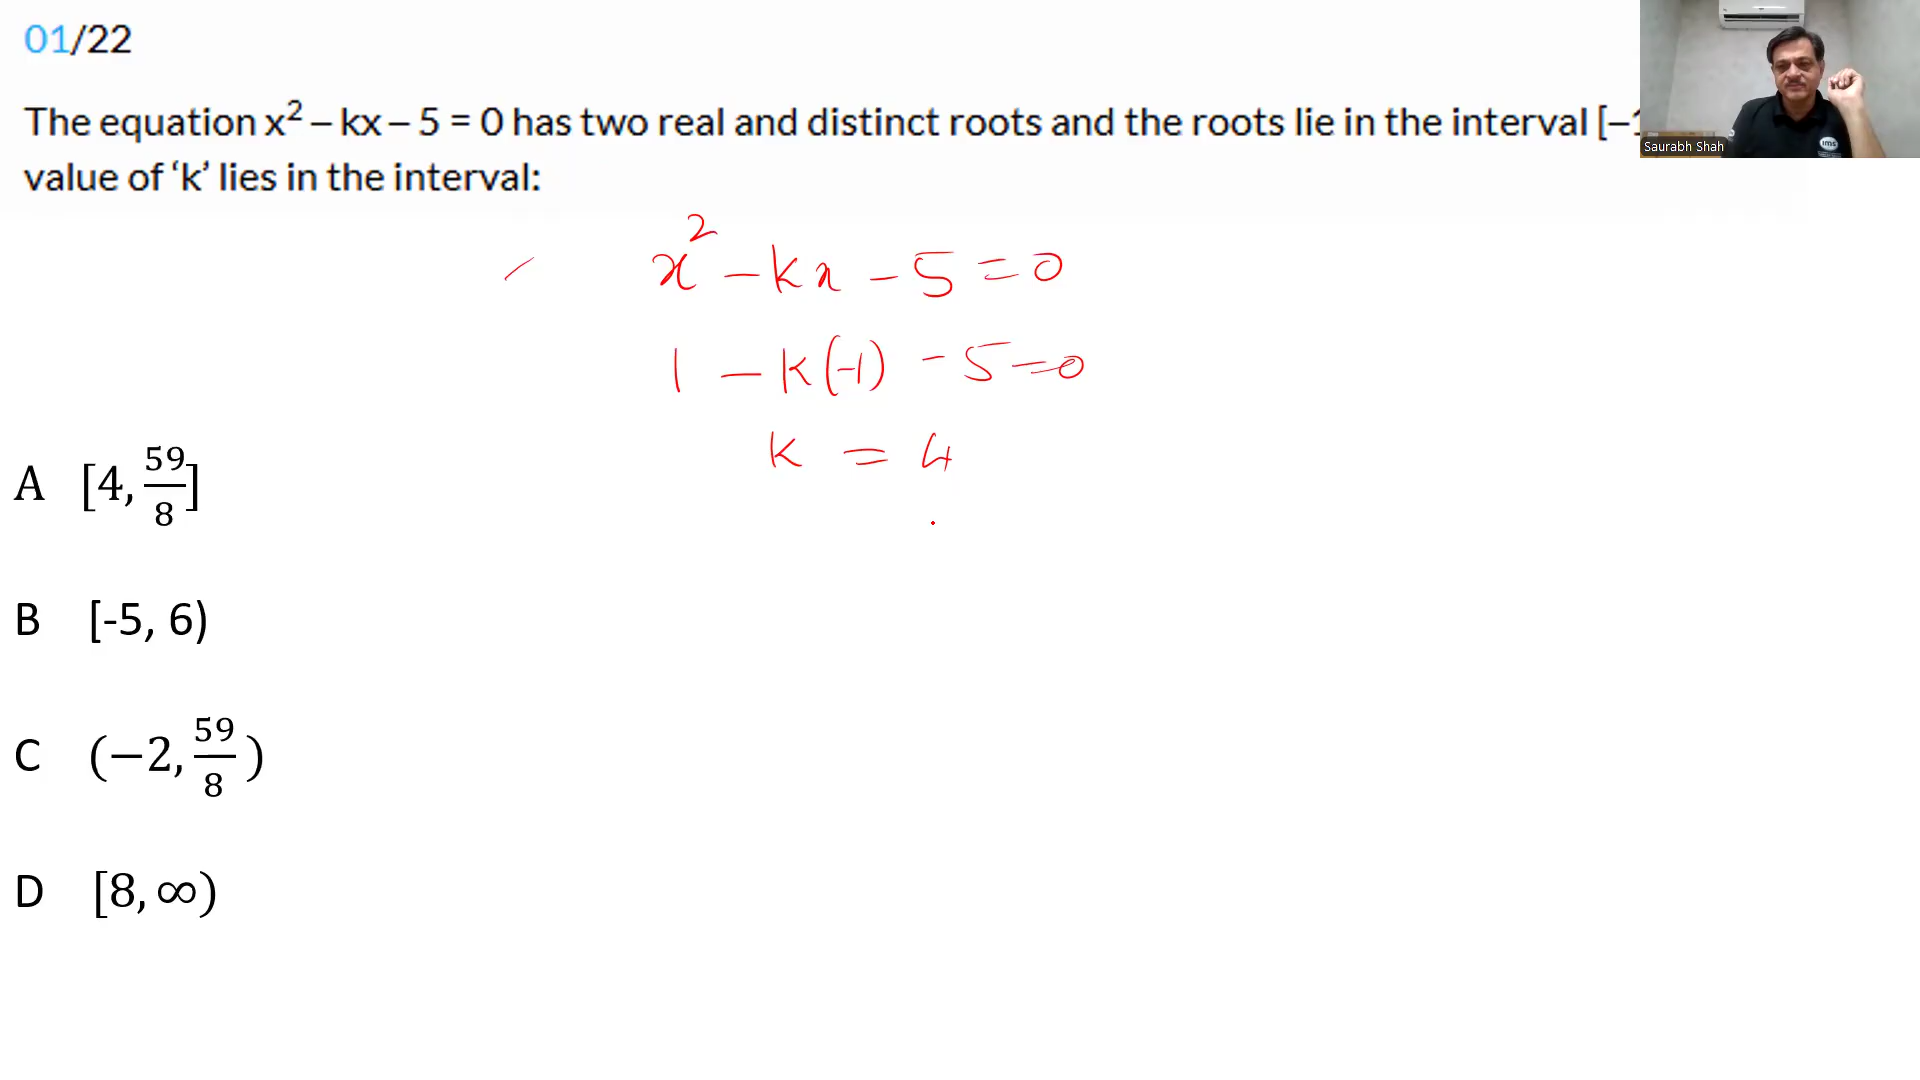 01/22
The equation x² – kx – 5 = 0 has two real and distinct roots and the roots lie in the interval [–1
value of ‘k’ lies in the interval:
Saurabh Shah
ims
x² – kx – 5 = 0
1 – k(-1) – 5 = 0
k = 4
A [4, 59/8]
B [-5, 6)
C (−2, 59/8)
D [8, ∞)